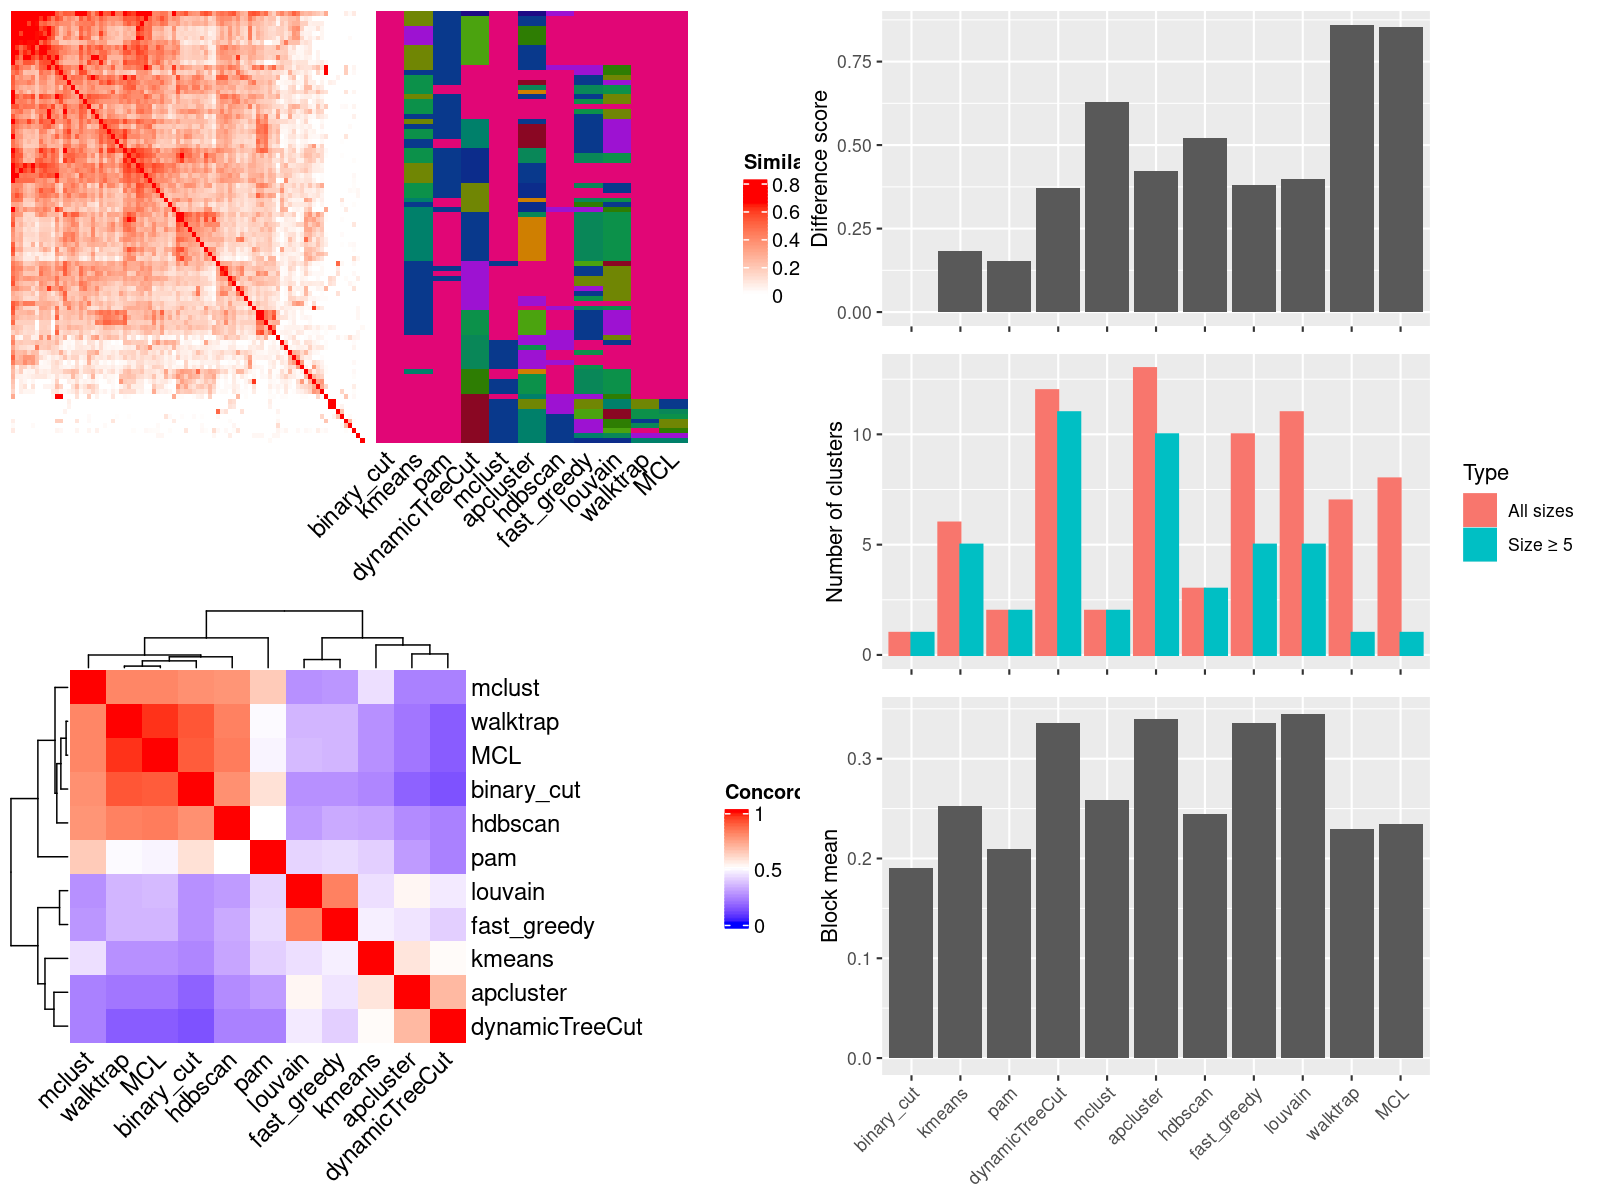 Simila
0.8
0.6
0.4
0.2
0
binary_cut
kmeans
pam
dynamicTreeCut
mclust
apcluster
hdbscan
fast_greedy
louvain
walktrap
MCL
Difference score
0.75
0.50
0.25
0.00
Number of clusters
10
5
0
Type
All sizes
Size ≥ 5
mclust
walktrap
MCL
binary_cut
hdbscan
pam
louvain
fast_greedy
kmeans
apcluster
dynamicTreeCut
mclust
walktrap
MCL
binary_cut
hdbscan
pam
louvain
fast_greedy
kmeans
apcluster
dynamicTreeCut
Concord
1
0.5
0
Block mean
0.3
0.2
0.1
0.0
binary_cut
kmeans
pam
dynamicTreeCut
mclust
apcluster
hdbscan
fast_greedy
louvain
walktrap
MCL